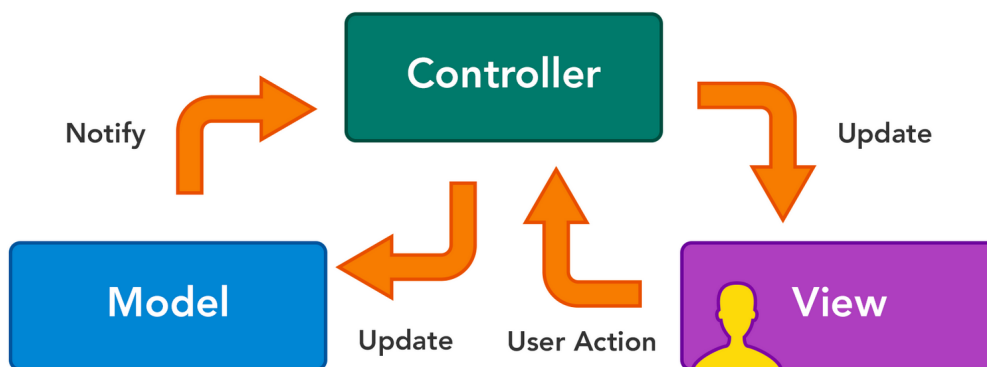 Controller
Notify
Update
Model
View
Update
User Action